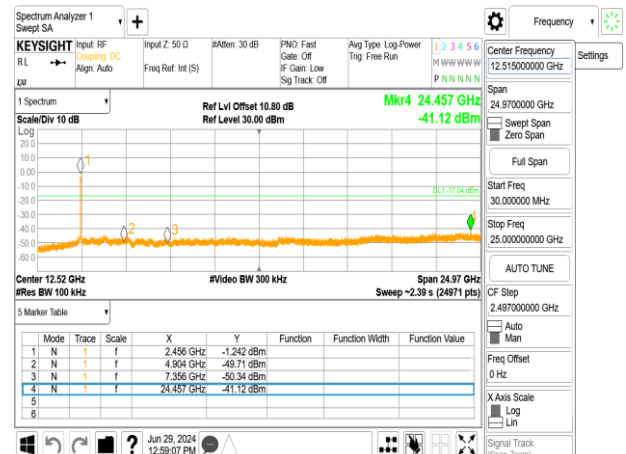 Spectrum Analyzer 1
Swept SA
Frequency
KEYSIGHT
Input: RF
Input Z: 50 Ω
#Atten: 30 dB
PNO: Fast
Avg Type: Log-Power
1 2 3 4 5 6
RL
Coupling: DC
Gate: Off
Trig: Free Run
M W W W W W
Align: Auto
Freq Ref: Int (S)
IF Gain: Low
Sig Track: Off
P N N N N N
LXI
Center Frequency
12.515000000 GHz
Settings
Span
24.9700000 GHz
Swept Span
Zero Span
Full Span
Start Freq
30.000000 MHz
Stop Freq
25.000000000 GHz
AUTO TUNE
CF Step
2.497000000 GHz
Auto
Man
Freq Offset
0 Hz
X Axis Scale
Log
Lin
Signal Track
(Span Zoom)
1 Spectrum
Scale/Div 10 dB
Ref Lvl Offset 10.80 dB
Ref Level 30.00 dBm
Mkr4 24.457 GHz
-41.12 dBm
Log
20.0
10.0
0.00
-10.0
-20.0
-30.0
-40.0
-50.0
-60.0
1
2
3
DL1 -17.04 dBm
Center 12.52 GHz
#Video BW 300 kHz
Span 24.97 GHz
#Res BW 100 kHz
Sweep ~2.39 s (24971 pts)
5 Marker Table
Mode Trace Scale X Y Function Function Width Function Value
1 N 1 f 2.456 GHz -1.242 dBm
2 N 1 f 4.904 GHz -49.71 dBm
3 N 1 f 7.356 GHz -50.34 dBm
4 N 1 f 24.457 GHz -41.12 dBm
5
6
?
Jun 29, 2024
12:59:07 PM